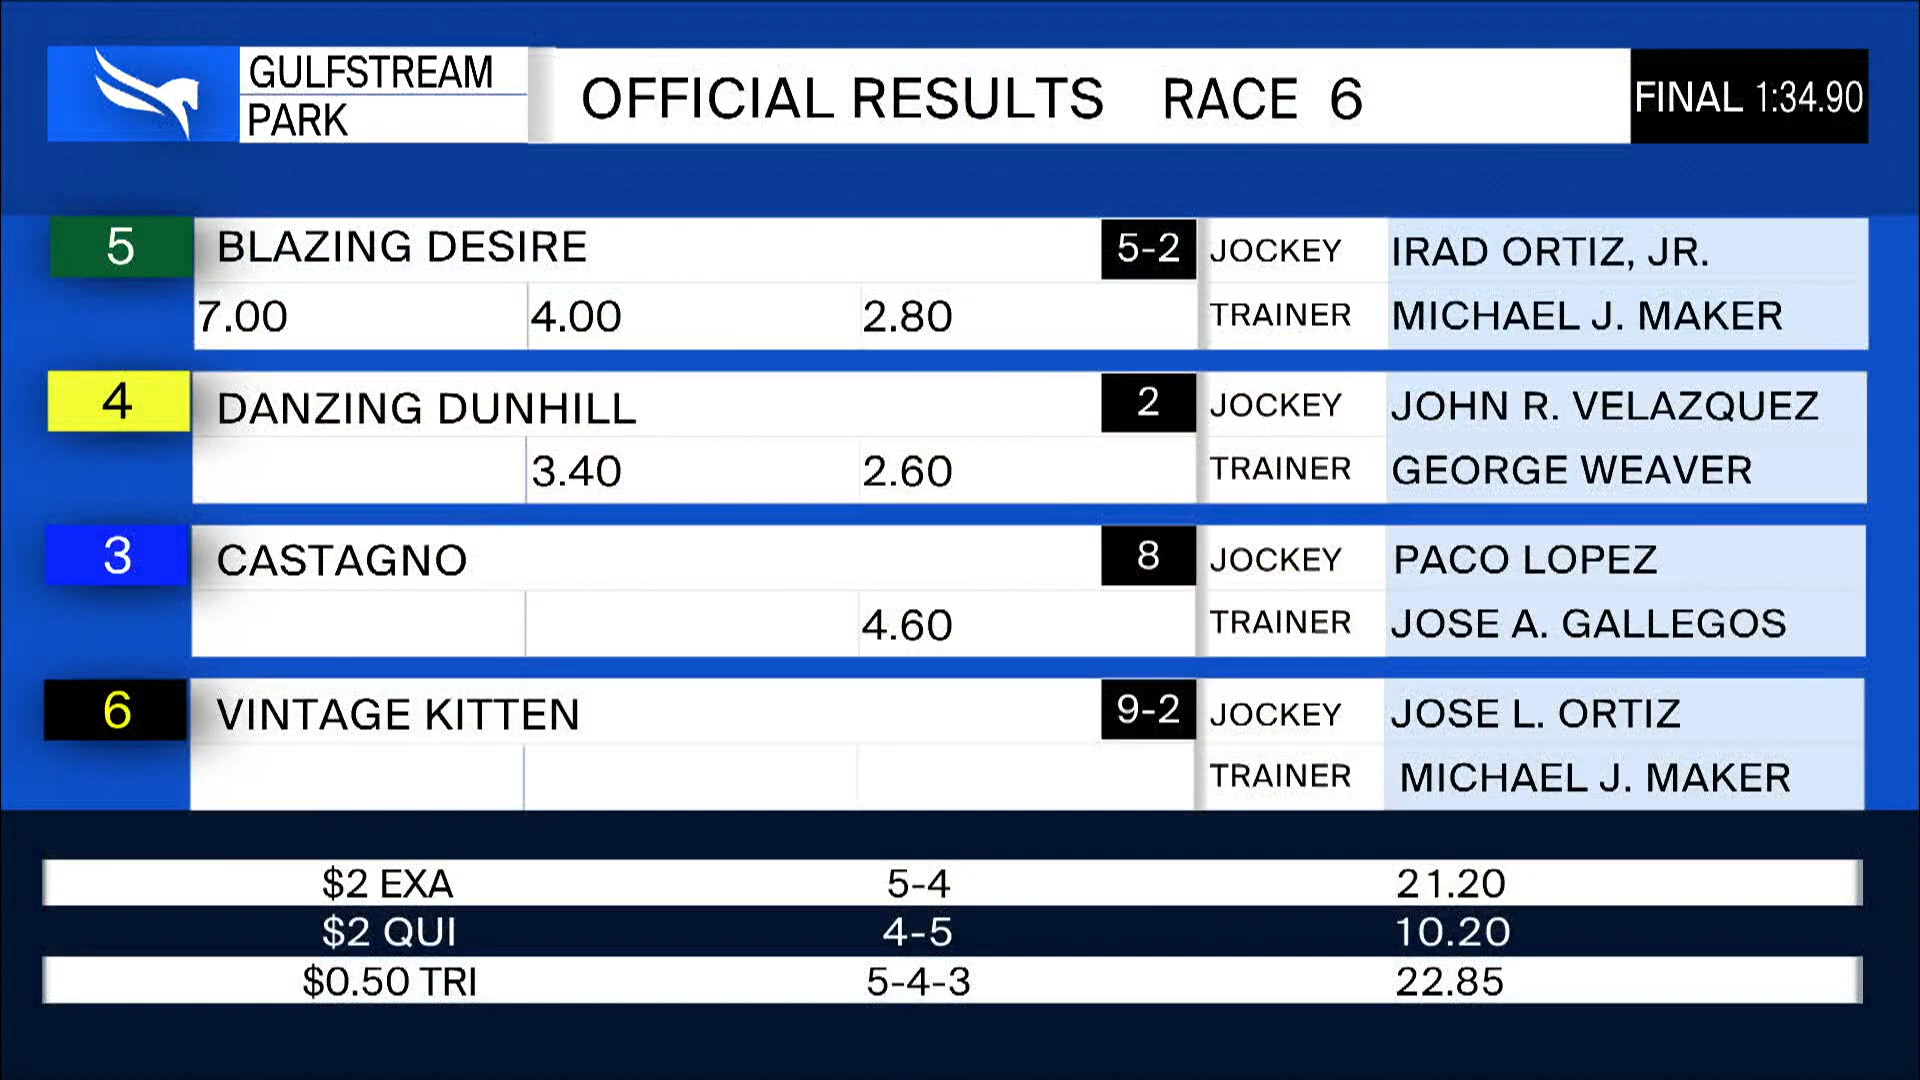 GULFSTREAM
PARK
OFFICIAL RESULTS RACE 6
FINAL 1:34.90
5 BLAZING DESIRE 5-2 JOCKEY IRAD ORTIZ, JR.
7.00 4.00 2.80 TRAINER MICHAEL J. MAKER
4 DANZING DUNHILL 2 JOCKEY JOHN R. VELAZQUEZ
3.40 2.60 TRAINER GEORGE WEAVER
3 CASTAGNO 8 JOCKEY PACO LOPEZ
4.60 TRAINER JOSE A. GALLEGOS
6 VINTAGE KITTEN 9-2 JOCKEY JOSE L. ORTIZ
TRAINER MICHAEL J. MAKER
$2 EXA 5-4 21.20
$2 QUI 4-5 10.20
$0.50 TRI 5-4-3 22.85